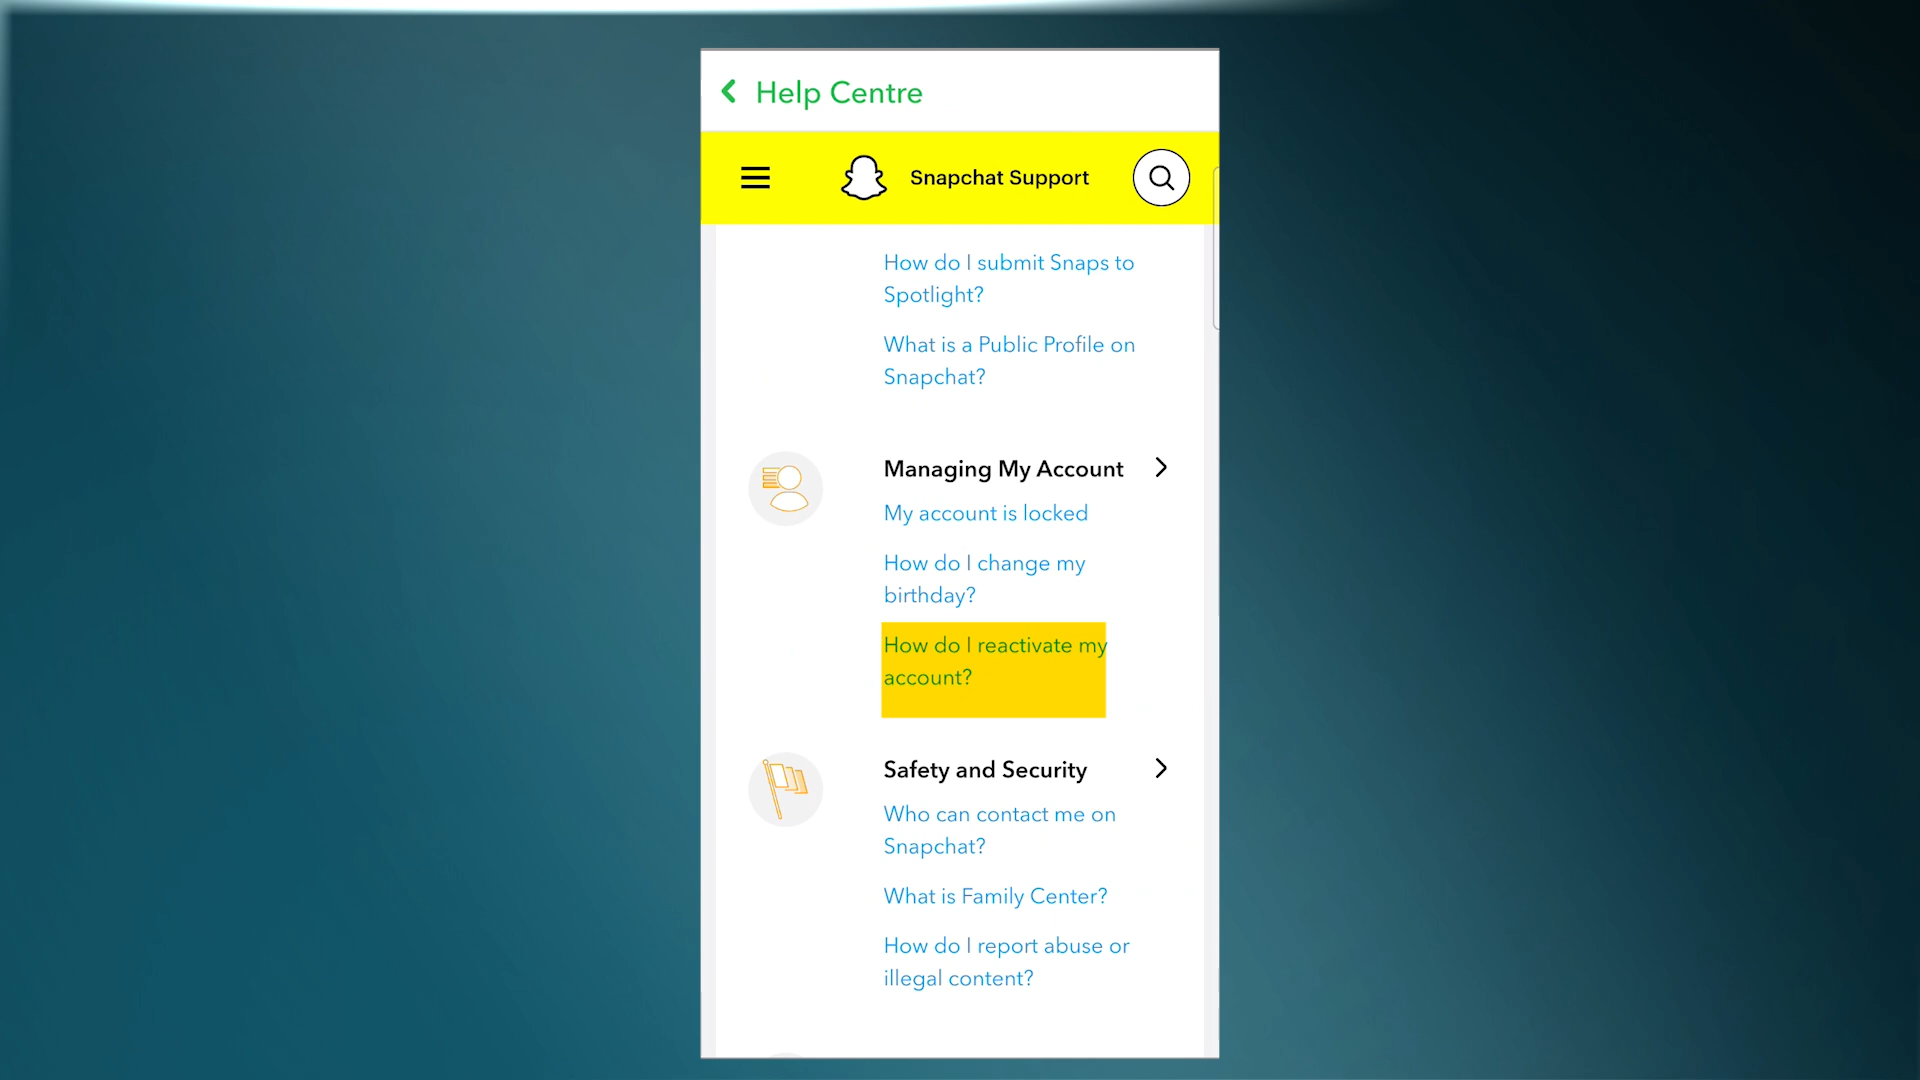 Help Centre
Snapchat Support
How do I submit Snaps to
Spotlight?
What is a Public Profile on
Snapchat?
Managing My Account
My account is locked
How do I change my
birthday?
How do I reactivate my
account?
Safety and Security
Who can contact me on
Snapchat?
What is Family Center?
How do I report abuse or
illegal content?